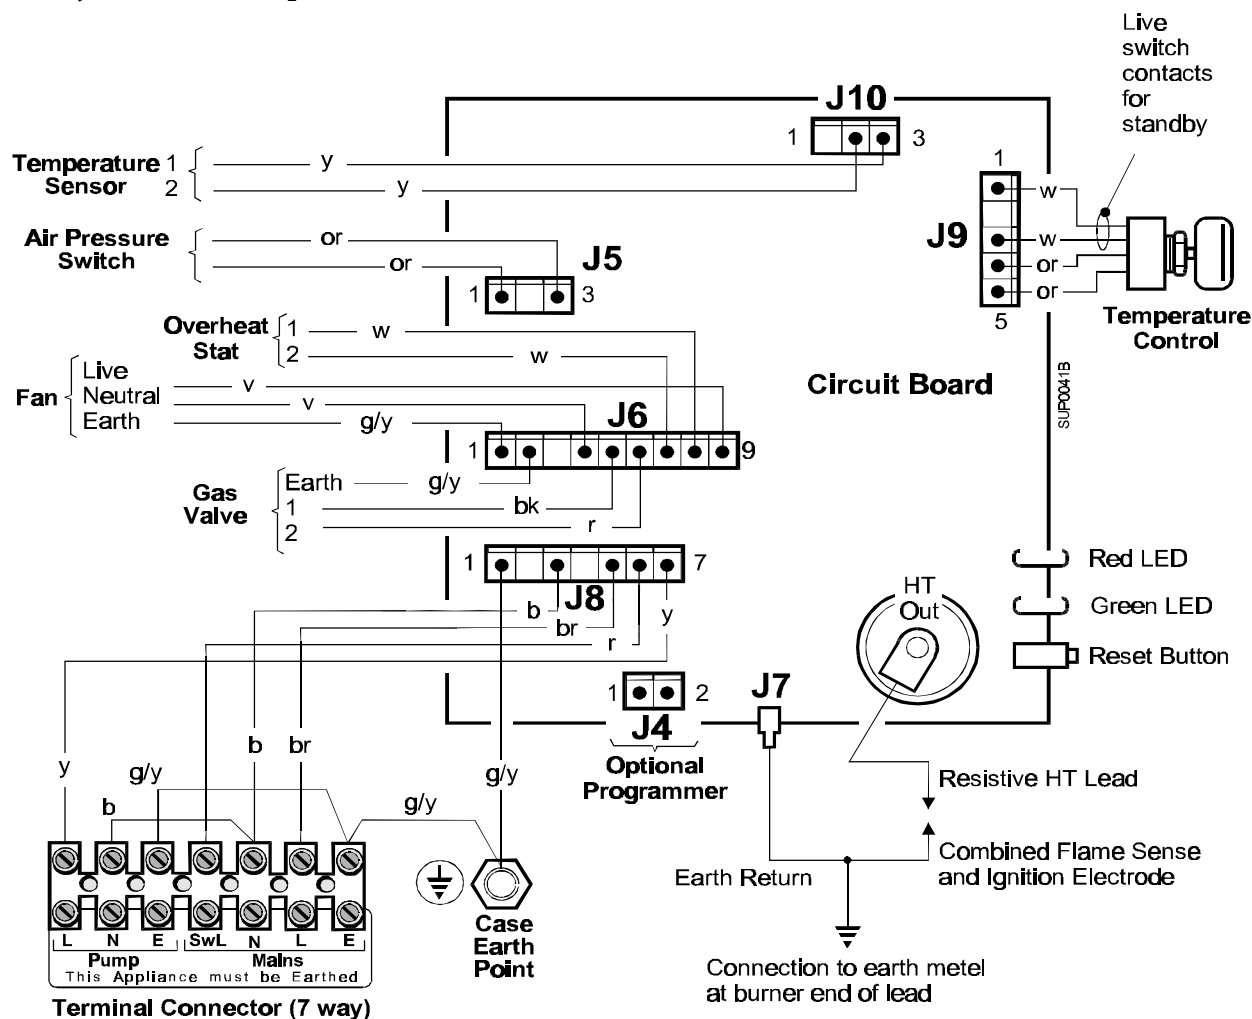 Live
switch
contacts
for
standby
J10
1
3
Temperature 1
Sensor 2
y
y
1
J9
w
w
or
or
5
Temperature
Control
Air Pressure
Switch
or
or
J5
1
3
Overheat 1
Stat 2
w
w
Fan
Live
Neutral
Earth
v
v
g/y
J6
1
9
Circuit Board
SUP0041B
Gas
Valve
Earth
1
2
g/y
bk
r
1
7
J8
b
br
r
y
Red LED
Green LED
Reset Button
HT
Out
1
2
J4
Optional
Programmer
J7
y
g/y
b
b
br
g/y
g/y
Resistive HT Lead
Combined Flame Sense
and Ignition Electrode
Earth Return
Connection to earth metel
at burner end of lead
Case
Earth
Point
L N E SwL N L E
Pump Mains
This Appliance must be Earthed
Terminal Connector (7 way)